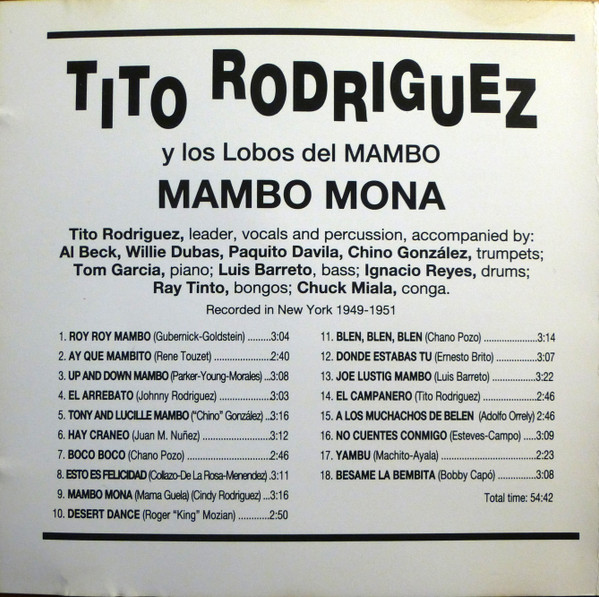 TITO RODRIGUEZ
y los Lobos del MAMBO
MAMBO MONA
Tito Rodriguez, leader, vocals and percussion, accompanied by:
Al Beck, Willie Dubas, Paquito Davila, Chino González, trumpets;
Tom Garcia, piano; Luis Barreto, bass; Ignacio Reyes, drums;
Ray Tinto, bongos; Chuck Miala, conga.
Recorded in New York 1949-1951
1. ROY ROY MAMBO (Gubernick-Goldstein) ........3:04
2. AY QUE MAMBITO (Rene Touzet) ..................2:40
3. UP AND DOWN MAMBO (Parker-Young-Morales) ...3:08
4. EL ARREBATO (Johnny Rodriguez) ................3:03
5. TONY AND LUCILLE MAMBO ("Chino" González) ..3:16
6. HAY CRANEO (Juan M. Nuñez) ......................3:12
7. BOCO BOCO (Chano Pozo) ..........................2:46
8. ESTO ES FELICIDAD (Collazo-De La Rosa-Menendez) .3:11
9. MAMBO MONA (Mama Guela) (Cindy Rodriguez) ...3:16
10. DESERT DANCE (Roger "King" Mozian) ...........2:50
11. BLEN, BLEN, BLEN (Chano Pozo) ....................3:14
12. DONDE ESTABAS TU (Ernesto Brito) ...............3:07
13. JOE LUSTIG MAMBO (Luis Barreto) ...............3:22
14. EL CAMPANERO (Tito Rodriguez) ..................2:46
15. A LOS MUCHACHOS DE BELEN (Adolfo Orrely) 2:46
16. NO CUENTES CONMIGO (Esteves-Campo) .....3:09
17. YAMBU (Machito-Ayala) ..............................2:23
18. BESAME LA BEMBITA (Bobby Capó) ..............3:08
Total time: 54:42